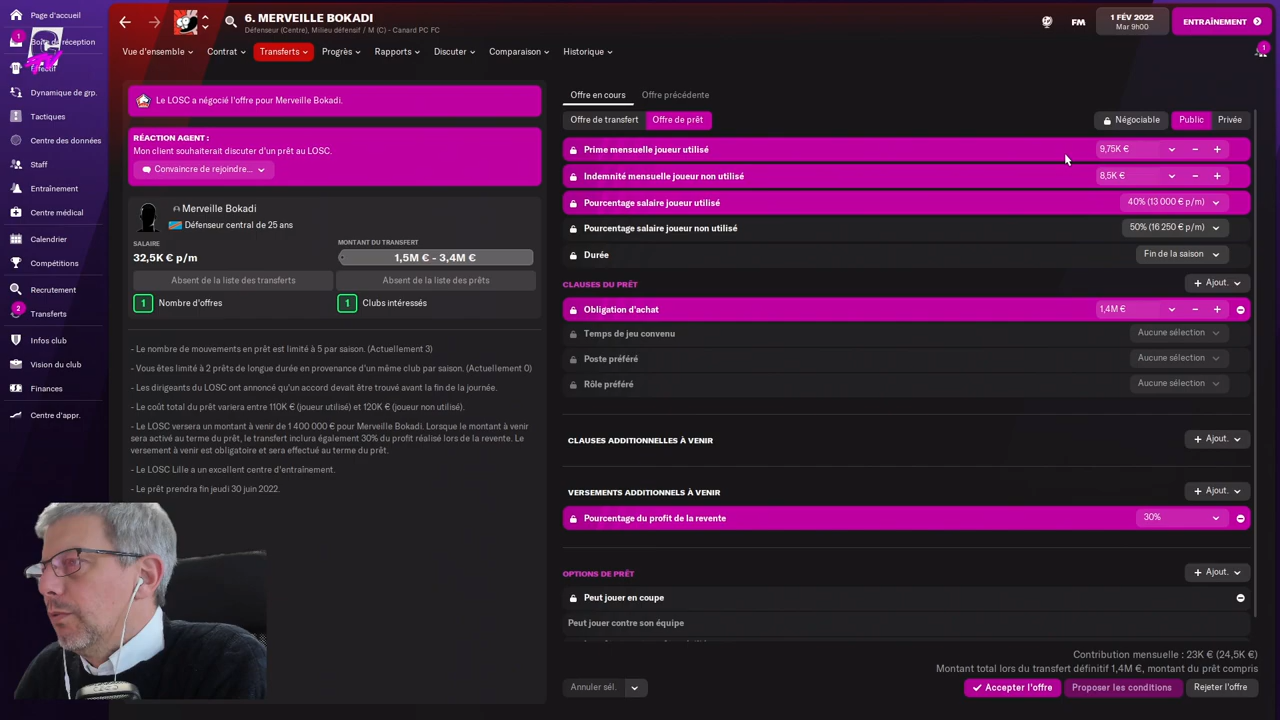 Page d'accueil
1
Boîte de réception
Effectif
Dynamique de grp.
Tactiques
Centre des données
Staff
Entraînement
Centre médical
Calendrier
Compétitions
Recrutement
2
Transferts
Infos club
Vision du club
Finances
Centre d'appr.
6. MERVEILLE BOKADI
Défenseur (Centre), Milieu défensif / M (C) - Canard PC FC
FM
1 FÉV 2022
Mar 9h00
ENTRAÎNEMENT
Vue d'ensemble
Contrat
Transferts
Progrès
Rapports
Discuter
Comparaison
Historique
1
Le LOSC a négocié l'offre pour Merveille Bokadi.
RÉACTION AGENT :
Mon client souhaiterait discuter d'un prêt au LOSC.
Convaincre de rejoindre...
Merveille Bokadi
Défenseur central de 25 ans
SALAIRE
32,5K € p/m
MONTANT DU TRANSFERT
1,5M € - 3,4M €
Absent de la liste des transferts
Absent de la liste des prêts
1 Nombre d'offres
1 Clubs intéressés
- Le nombre de mouvements en prêt est limité à 5 par saison. (Actuellement 3)
- Vous êtes limité à 2 prêts de longue durée en provenance d'un même club par saison. (Actuellement 0)
- Les dirigeants du LOSC ont annoncé qu'un accord devait être trouvé avant la fin de la journée.
- Le coût total du prêt variera entre 110K € (joueur utilisé) et 120K € (joueur non utilisé).
- Le LOSC versera un montant à venir de 1 400 000 € pour Merveille Bokadi. Lorsque le montant à venir
sera activé au terme du prêt, le transfert inclura également 30% du profit réalisé lors de la revente. Le
versement à venir est obligatoire et sera effectué au terme du prêt.
- Le LOSC Lille a un excellent centre d'entraînement.
- Le prêt prendra fin jeudi 30 juin 2022.
Offre en cours
Offre précédente
Offre de transfert
Offre de prêt
Négociable
Public
Privée
Prime mensuelle joueur utilisé 9,75K €
Indemnité mensuelle joueur non utilisé 8,5K €
Pourcentage salaire joueur utilisé 40% (13 000 € p/m)
Pourcentage salaire joueur non utilisé 50% (16 250 € p/m)
Durée Fin de la saison
CLAUSES DU PRÊT + Ajout.
Obligation d'achat 1,4M €
Temps de jeu convenu Aucune sélection
Poste préféré Aucune sélection
Rôle préféré Aucune sélection
CLAUSES ADDITIONNELLES À VENIR + Ajout.
VERSEMENTS ADDITIONNELS À VENIR + Ajout.
Pourcentage du profit de la revente 30%
OPTIONS DE PRÊT + Ajout.
Peut jouer en coupe
Peut jouer contre son équipe
Contribution mensuelle : 23K € (24,5K €)
Montant total lors du transfert définitif 1,4M €, montant du prêt compris
Annuler sél.
Accepter l'offre
Proposer les conditions
Rejeter l'offre